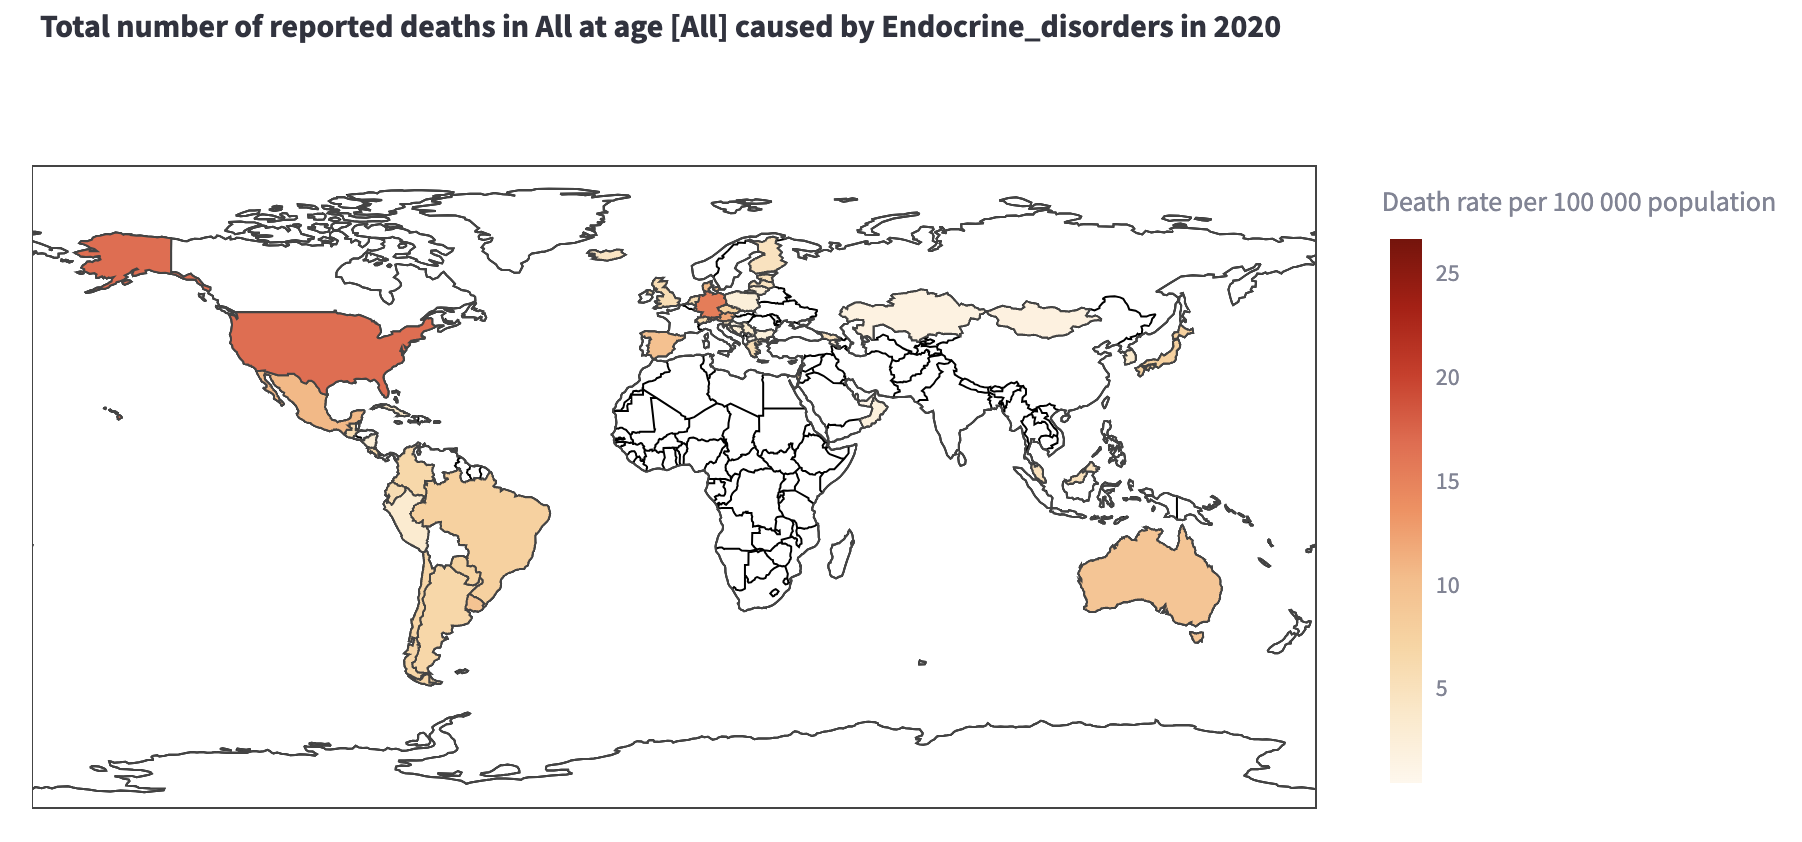 Total number of reported deaths in All at age [All] caused by Endocrine_disorders in 2020
Death rate per 100 000 population
25
20
15
10
5